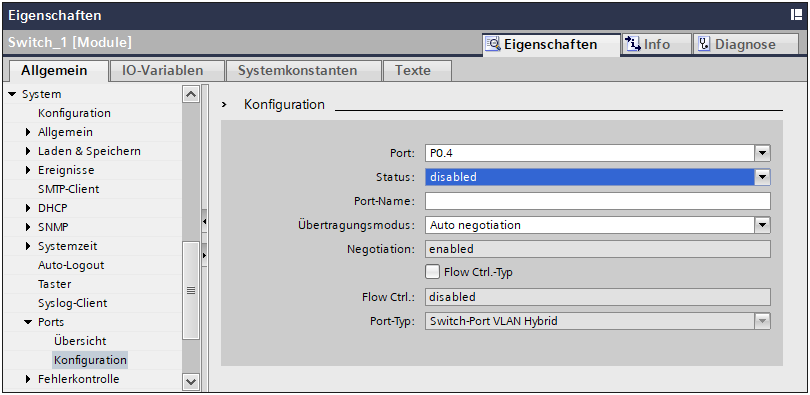 Eigenschaften
Switch_1 [Module]
Eigenschaften
Info
Diagnose
Allgemein
IO-Variablen
Systemkonstanten
Texte
System
Konfiguration
Allgemein
Laden & Speichern
Ereignisse
SMTP-Client
DHCP
SNMP
Systemzeit
Auto-Logout
Taster
Syslog-Client
Ports
Übersicht
Konfiguration
Fehlerkontrolle
Konfiguration
Port: P0.4
Status: disabled
Port-Name:
Übertragungsmodus: Auto negotiation
Negotiation: enabled
Flow Ctrl.-Typ
Flow Ctrl.: disabled
Port-Typ: Switch-Port VLAN Hybrid